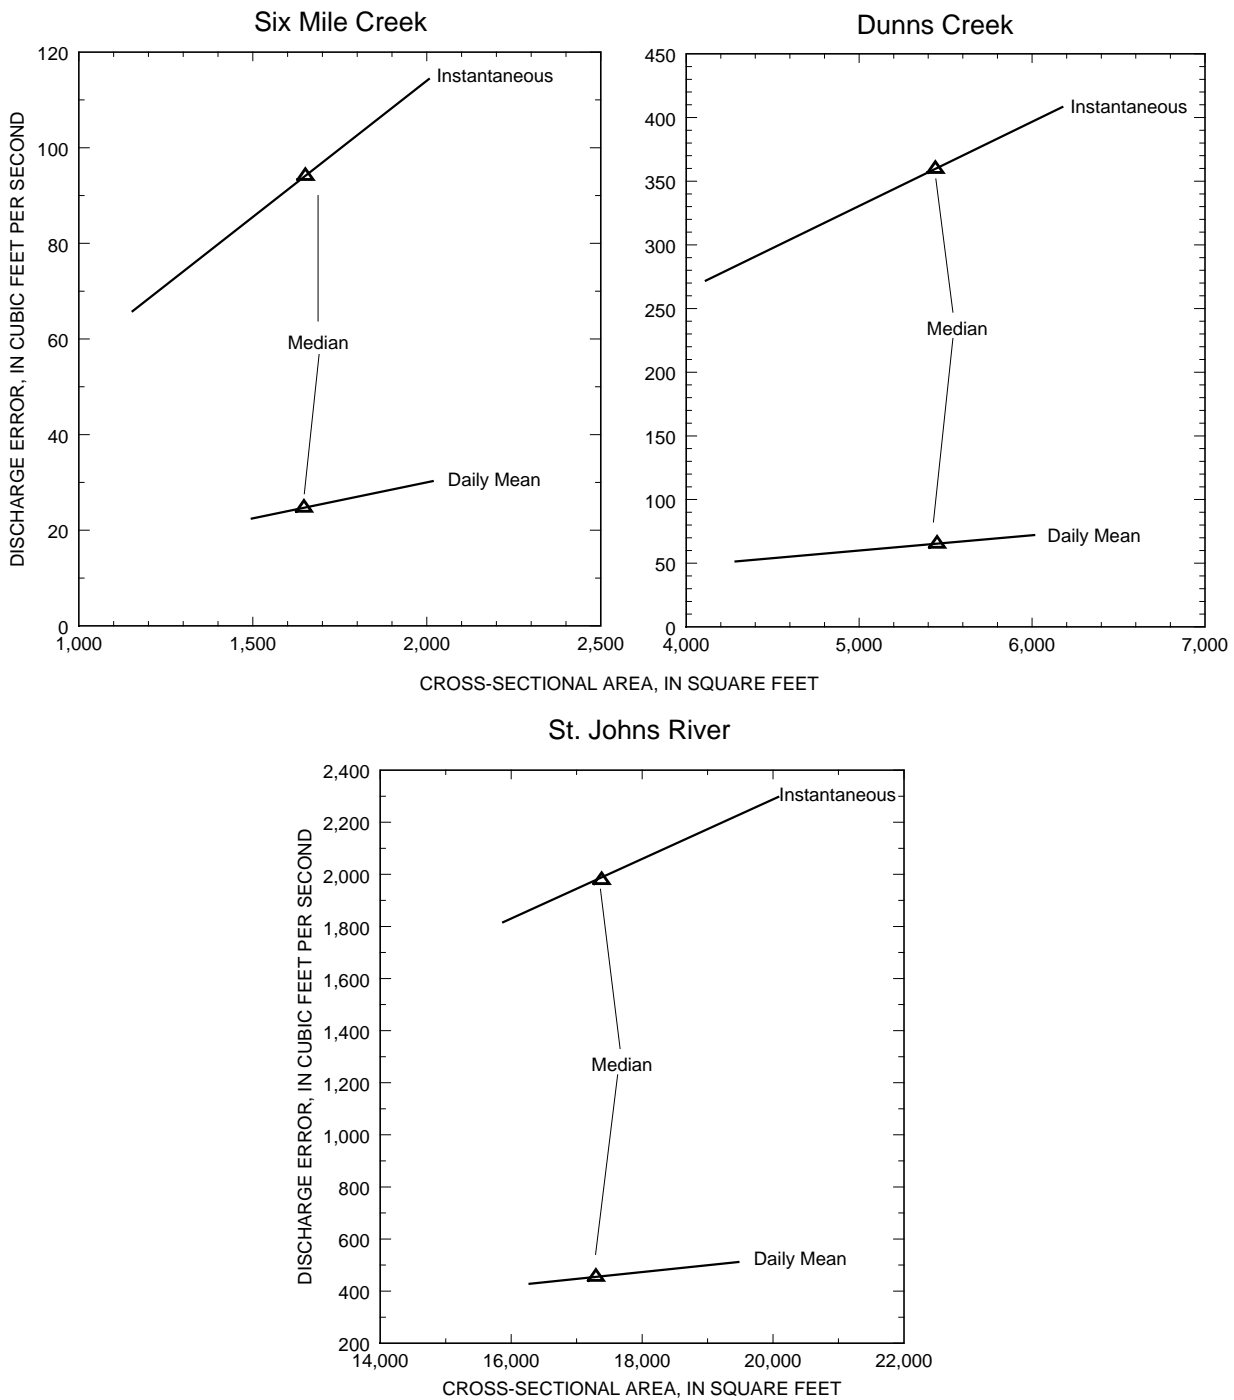 Six Mile Creek
DISCHARGE ERROR, IN CUBIC FEET PER SECOND
120
100
80
60
40
20
0
1,000
1,500
2,000
2,500
Instantaneous
Median
Daily Mean
Dunns Creek
450
400
350
300
250
200
150
100
50
0
4,000
5,000
6,000
7,000
Instantaneous
Median
Daily Mean
CROSS-SECTIONAL AREA, IN SQUARE FEET
St. Johns River
DISCHARGE ERROR, IN CUBIC FEET PER SECOND
2,400
2,200
2,000
1,800
1,600
1,400
1,200
1,000
800
600
400
200
14,000
16,000
18,000
20,000
22,000
Instantaneous
Median
Daily Mean
CROSS-SECTIONAL AREA, IN SQUARE FEET